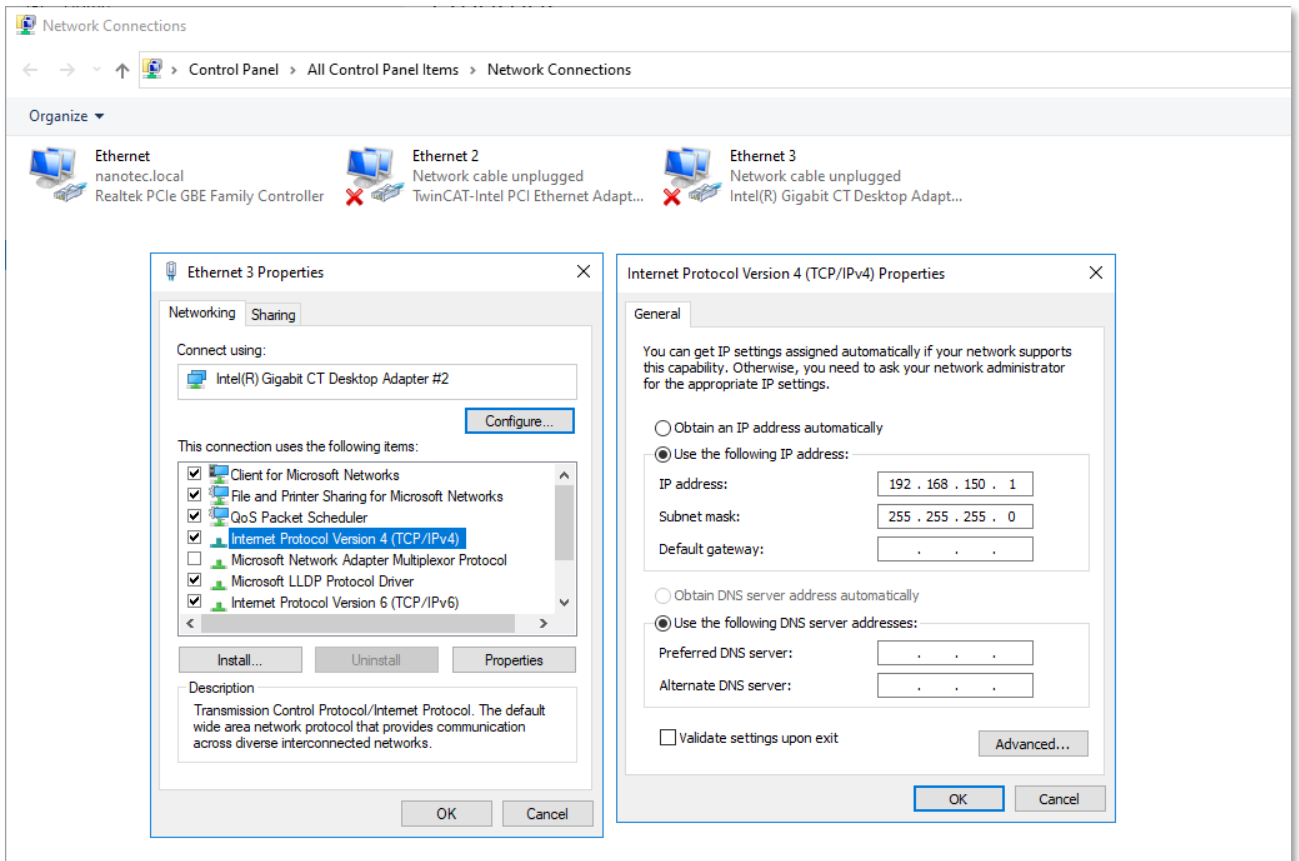 Network Connections
Control Panel > All Control Panel Items > Network Connections
Organize
Ethernet
nanotec.local
Realtek PCIe GBE Family Controller
Ethernet 2
Network cable unplugged
TwinCAT-Intel PCI Ethernet Adapt...
Ethernet 3
Network cable unplugged
Intel(R) Gigabit CT Desktop Adapt...
Ethernet 3 Properties
Networking
Sharing
Connect using:
Intel(R) Gigabit CT Desktop Adapter #2
Configure...
This connection uses the following items:
Client for Microsoft Networks
File and Printer Sharing for Microsoft Networks
QoS Packet Scheduler
Internet Protocol Version 4 (TCP/IPv4)
Microsoft Network Adapter Multiplexor Protocol
Microsoft LLDP Protocol Driver
Internet Protocol Version 6 (TCP/IPv6)
Install...
Uninstall
Properties
Description
Transmission Control Protocol/Internet Protocol. The default
wide area network protocol that provides communication
across diverse interconnected networks.
OK
Cancel
Internet Protocol Version 4 (TCP/IPv4) Properties
General
You can get IP settings assigned automatically if your network supports
this capability. Otherwise, you need to ask your network administrator
for the appropriate IP settings.
Obtain an IP address automatically
Use the following IP address:
IP address:
192 . 168 . 150 . 1
Subnet mask:
255 . 255 . 255 . 0
Default gateway:
. . .
Obtain DNS server address automatically
Use the following DNS server addresses:
Preferred DNS server:
. . .
Alternate DNS server:
. . .
Validate settings upon exit
Advanced...
OK
Cancel